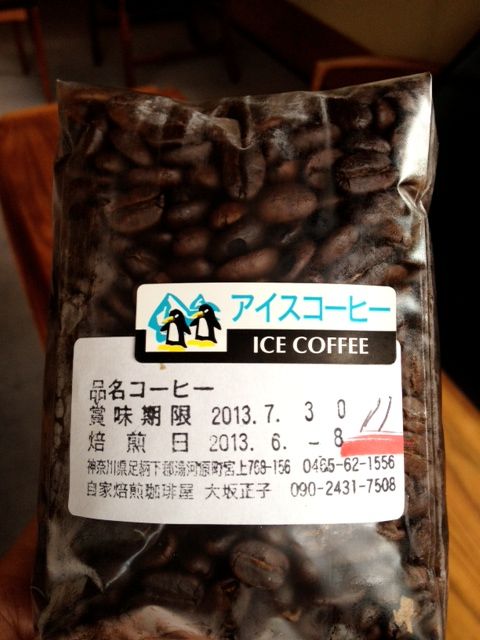 アイスコーヒー
ICE COFFEE
品名コーヒー
賞味期限 2013.7. 30
焙煎日 2013.6. -8
神奈川県足柄下郡湯河原町宮上768-156 0465-62-1556
自家焙煎珈琲屋 大坂正子 090-2431-7508